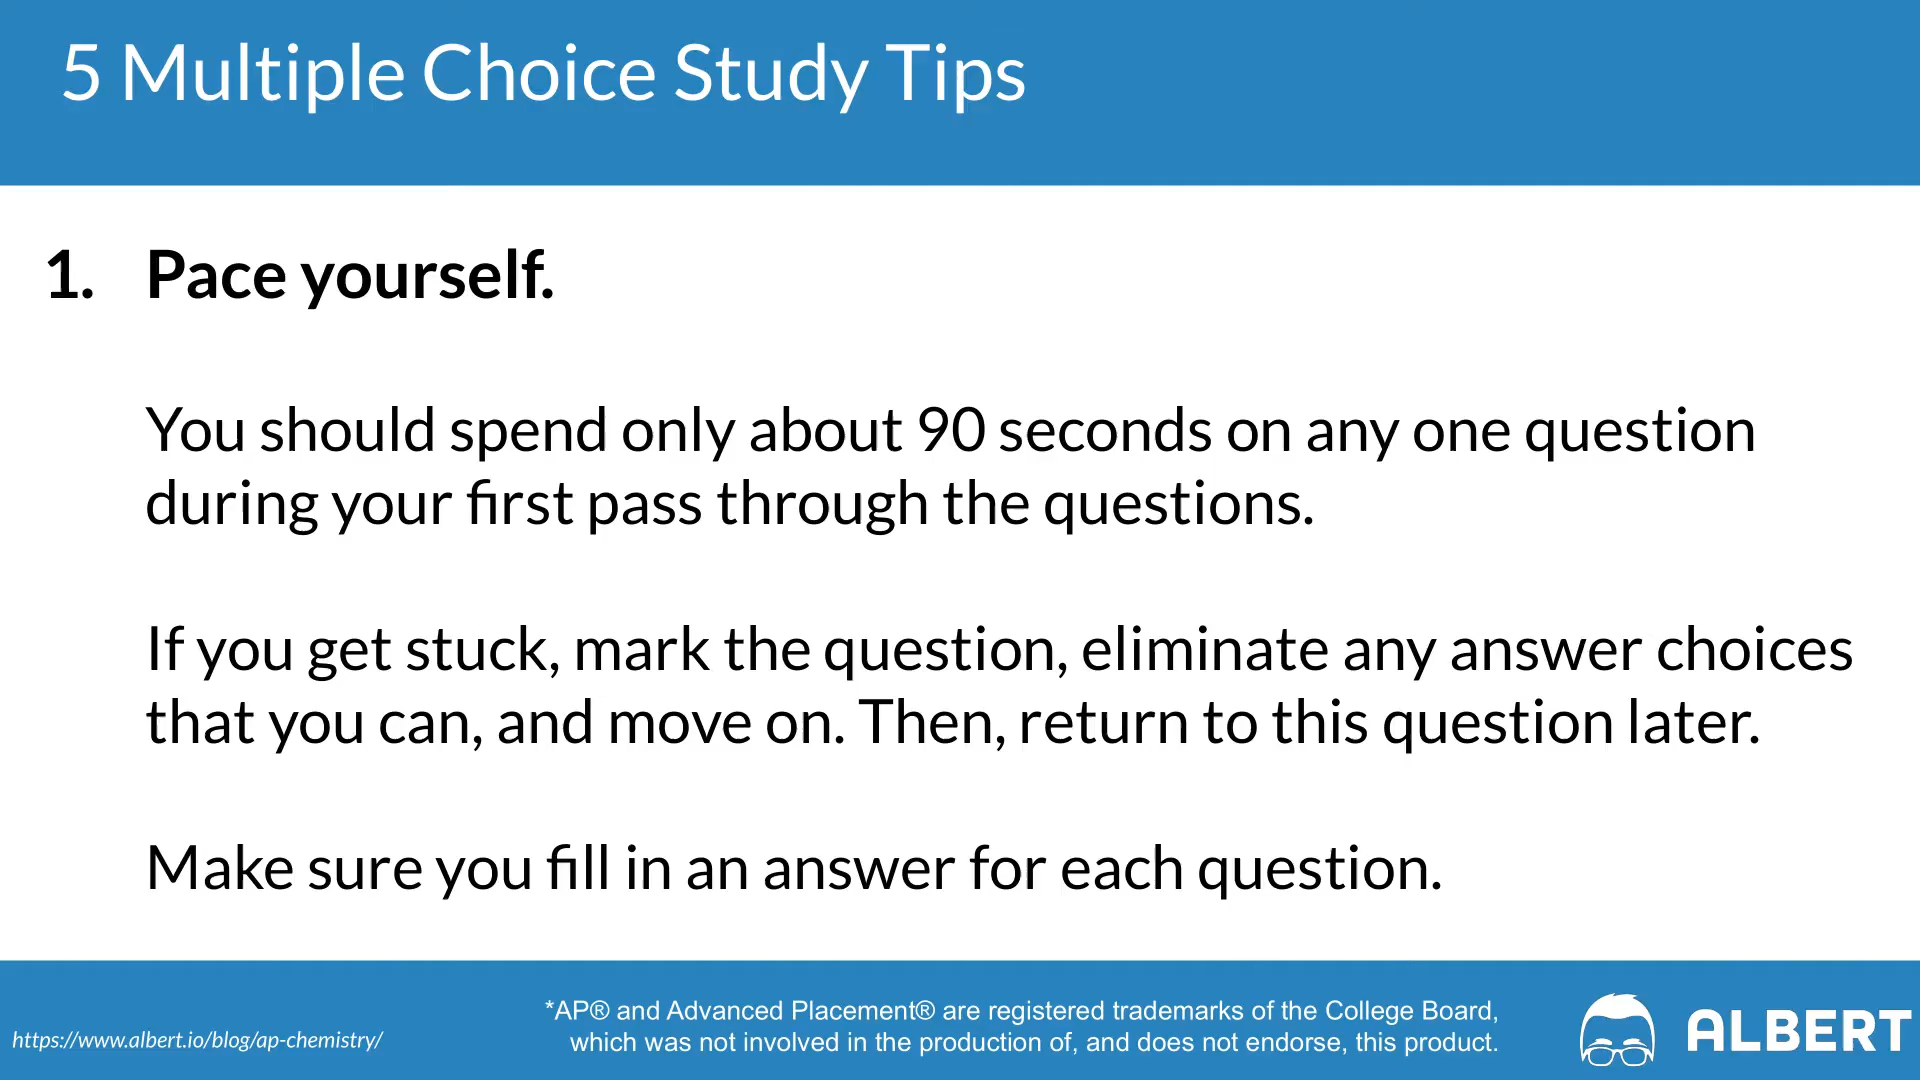 5 Multiple Choice Study Tips
1. Pace yourself.
You should spend only about 90 seconds on any one question
during your first pass through the questions.
If you get stuck, mark the question, eliminate any answer choices
that you can, and move on. Then, return to this question later.
Make sure you fill in an answer for each question.
https://www.albert.io/blog/ap-chemistry/
*AP® and Advanced Placement® are registered trademarks of the College Board,
which was not involved in the production of, and does not endorse, this product.
ALBERT